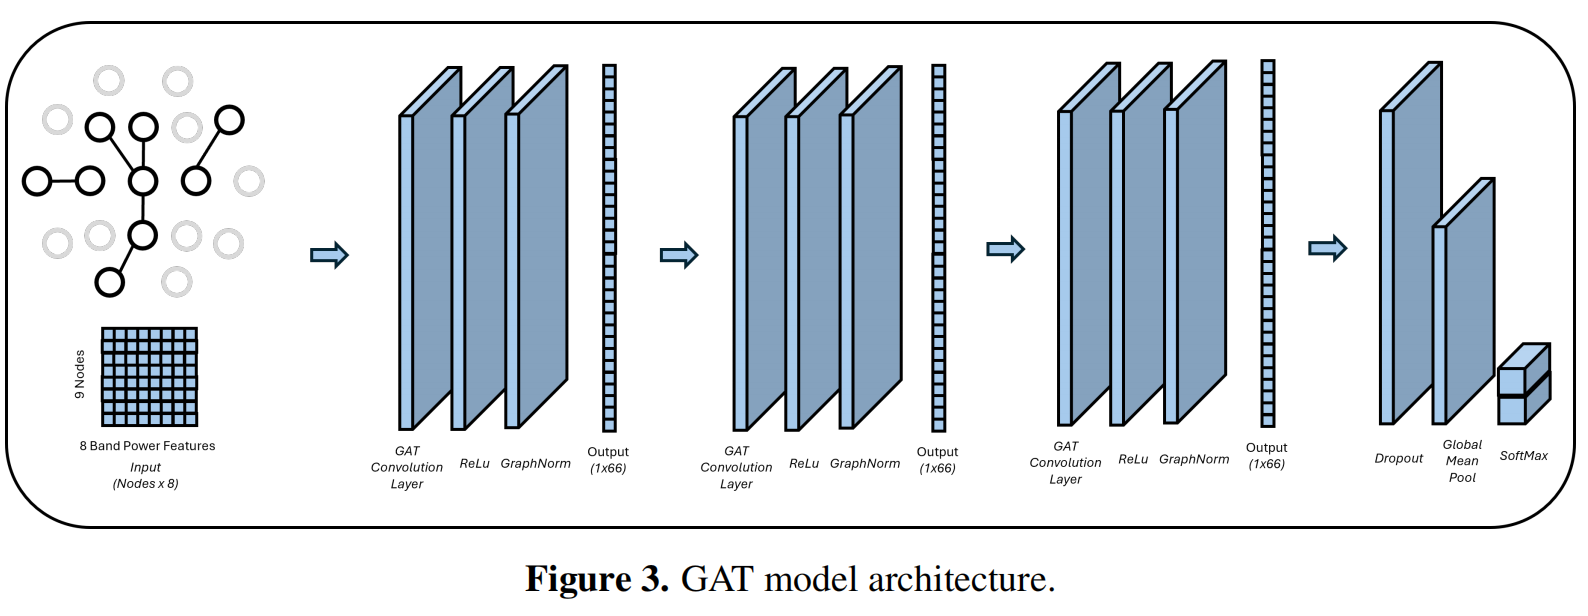 9 Nodes
8 Band Power Features
Input
(Nodes x 8)
GAT
Convolution
Layer
ReLu
GraphNorm
Output
(1x66)
GAT
Convolution
Layer
ReLu
GraphNorm
Output
(1x66)
GAT
Convolution
Layer
ReLu
GraphNorm
Output
(1x66)
Dropout
Global
Mean
Pool
SoftMax
Figure 3. GAT model architecture.